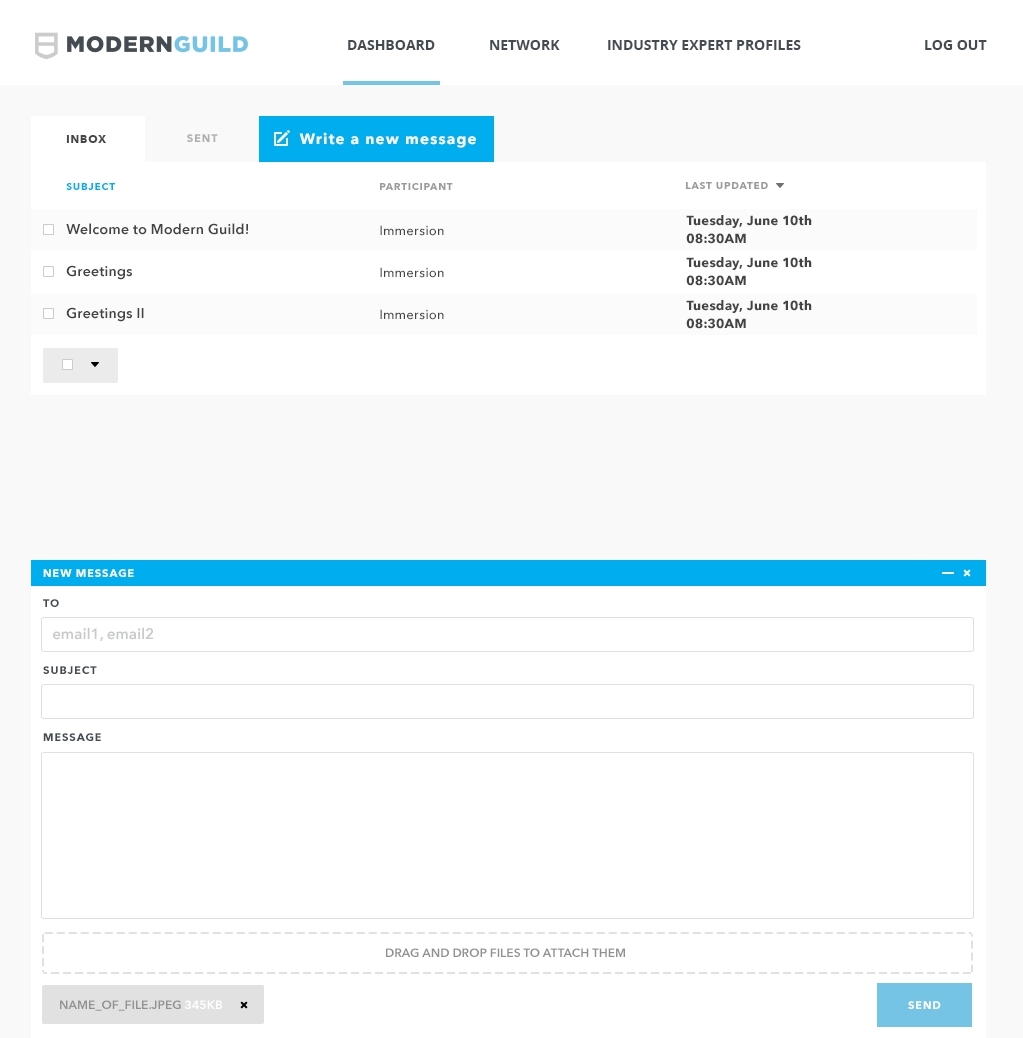 MODERNGUILD
DASHBOARD
NETWORK
INDUSTRY EXPERT PROFILES
LOG OUT
INBOX
SENT
Write a new message
SUBJECT
PARTICIPANT
LAST UPDATED
Welcome to Modern Guild!
Immersion
Tuesday, June 10th
08:30AM
Greetings
Immersion
Tuesday, June 10th
08:30AM
Greetings II
Immersion
Tuesday, June 10th
08:30AM
NEW MESSAGE
TO
email1, email2
SUBJECT
MESSAGE
DRAG AND DROP FILES TO ATTACH THEM
NAME_OF_FILE.JPEG 345KB
SEND